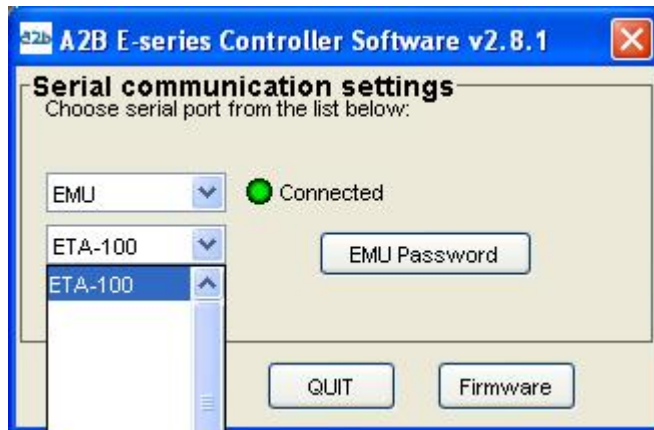 a2b A2B E-series Controller Software v2.8.1
Serial communication settings
Choose serial port from the list below:
EMU Connected
ETA-100 EMU Password
ETA-100
QUIT Firmware